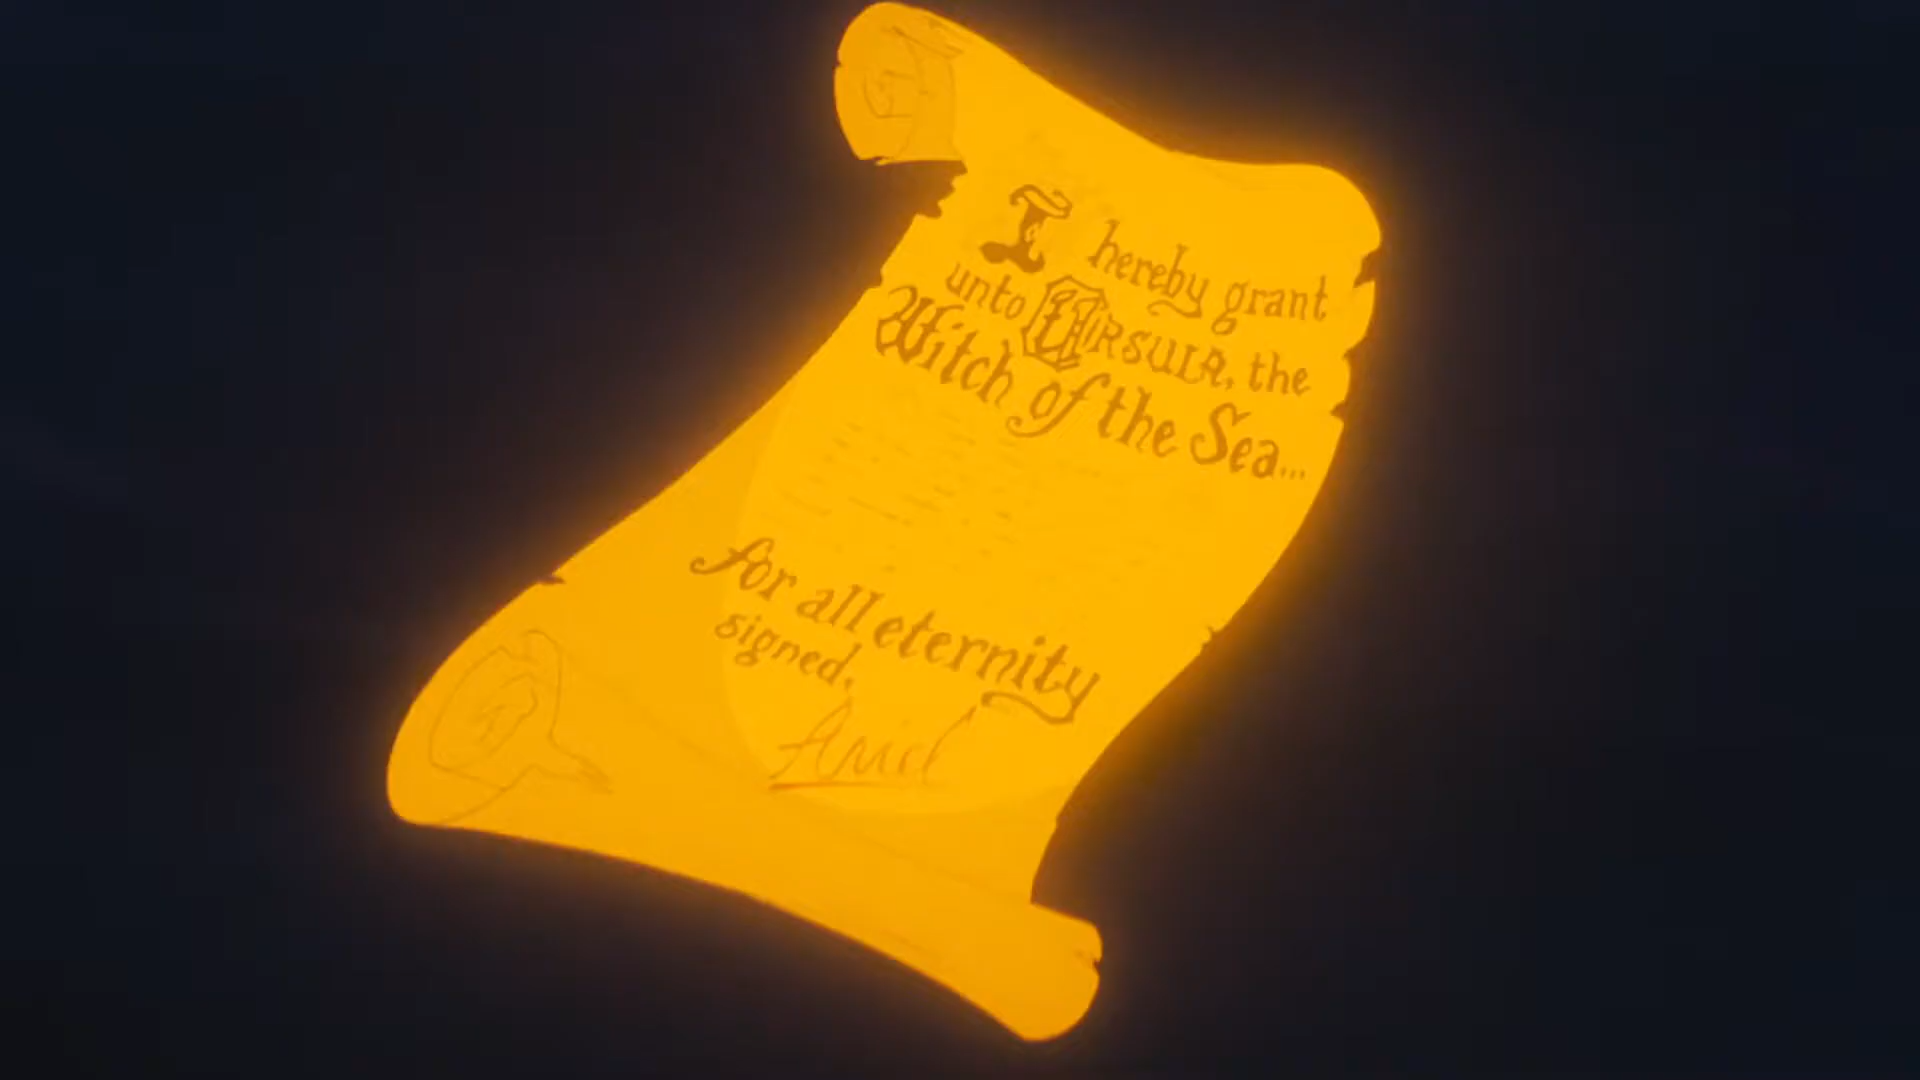 I hereby grant
unto URSULA, the
Witch of the Sea...
for all eternity
signed,
Ariel